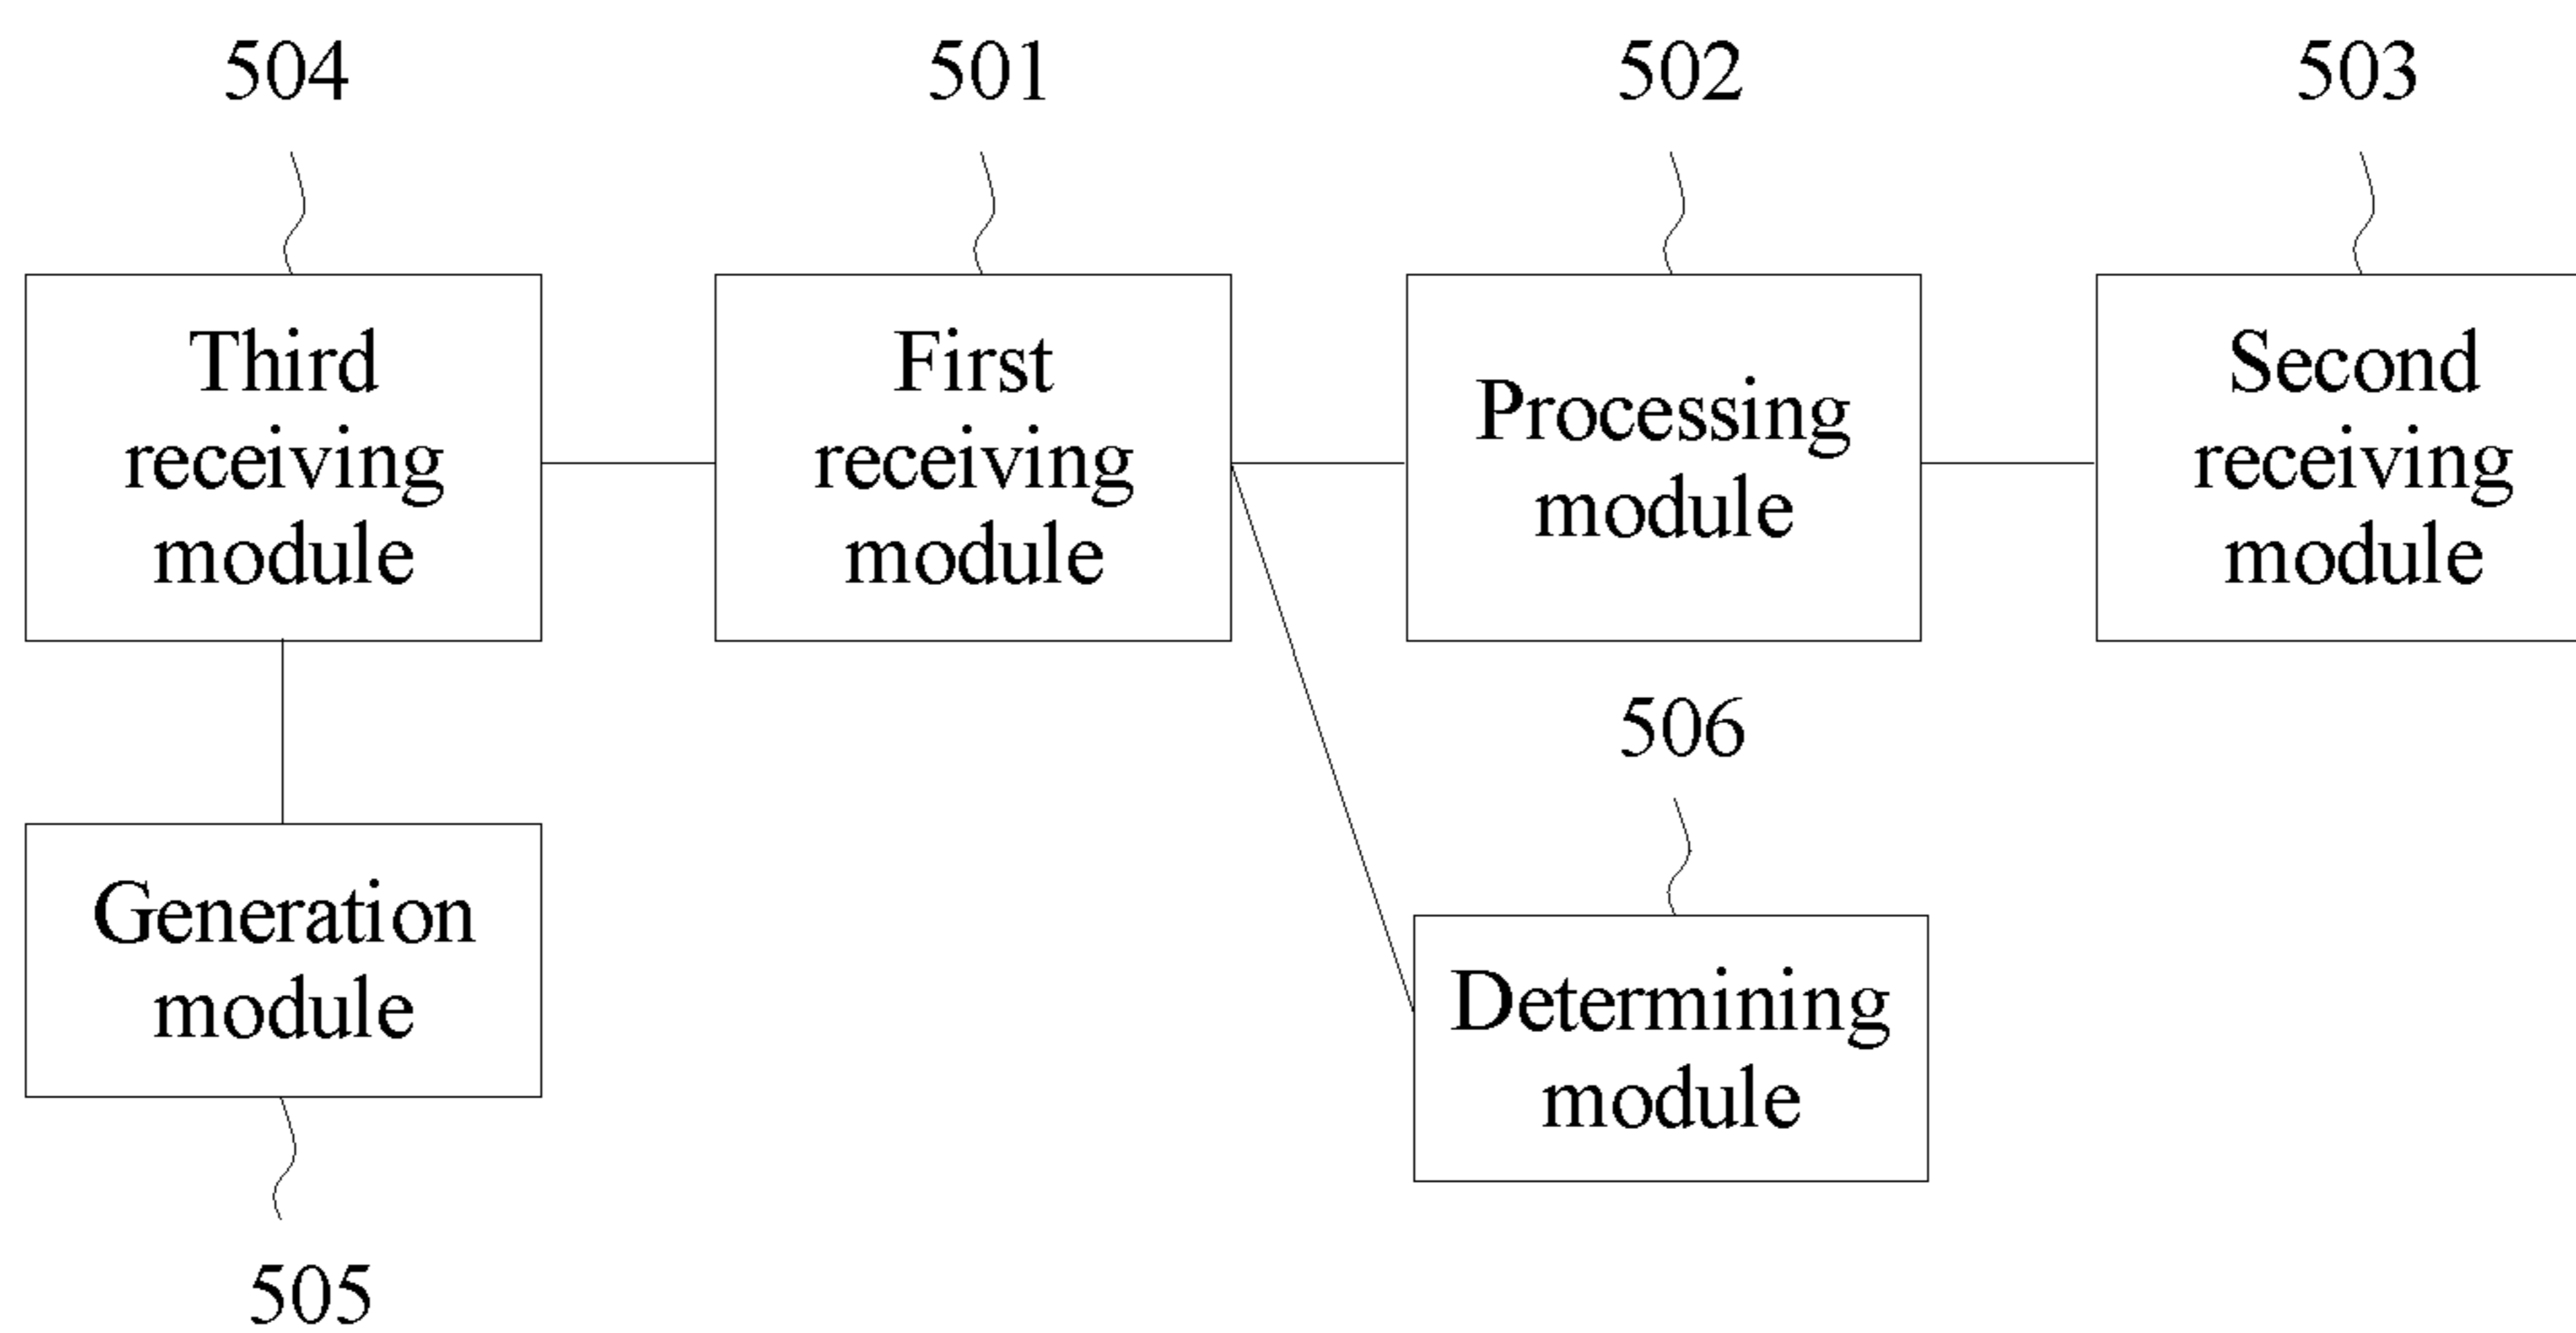 504
501
502
503
Third
receiving
module
First
receiving
module
Processing
module
Second
receiving
module
506
Generation
module
Determining
module
505